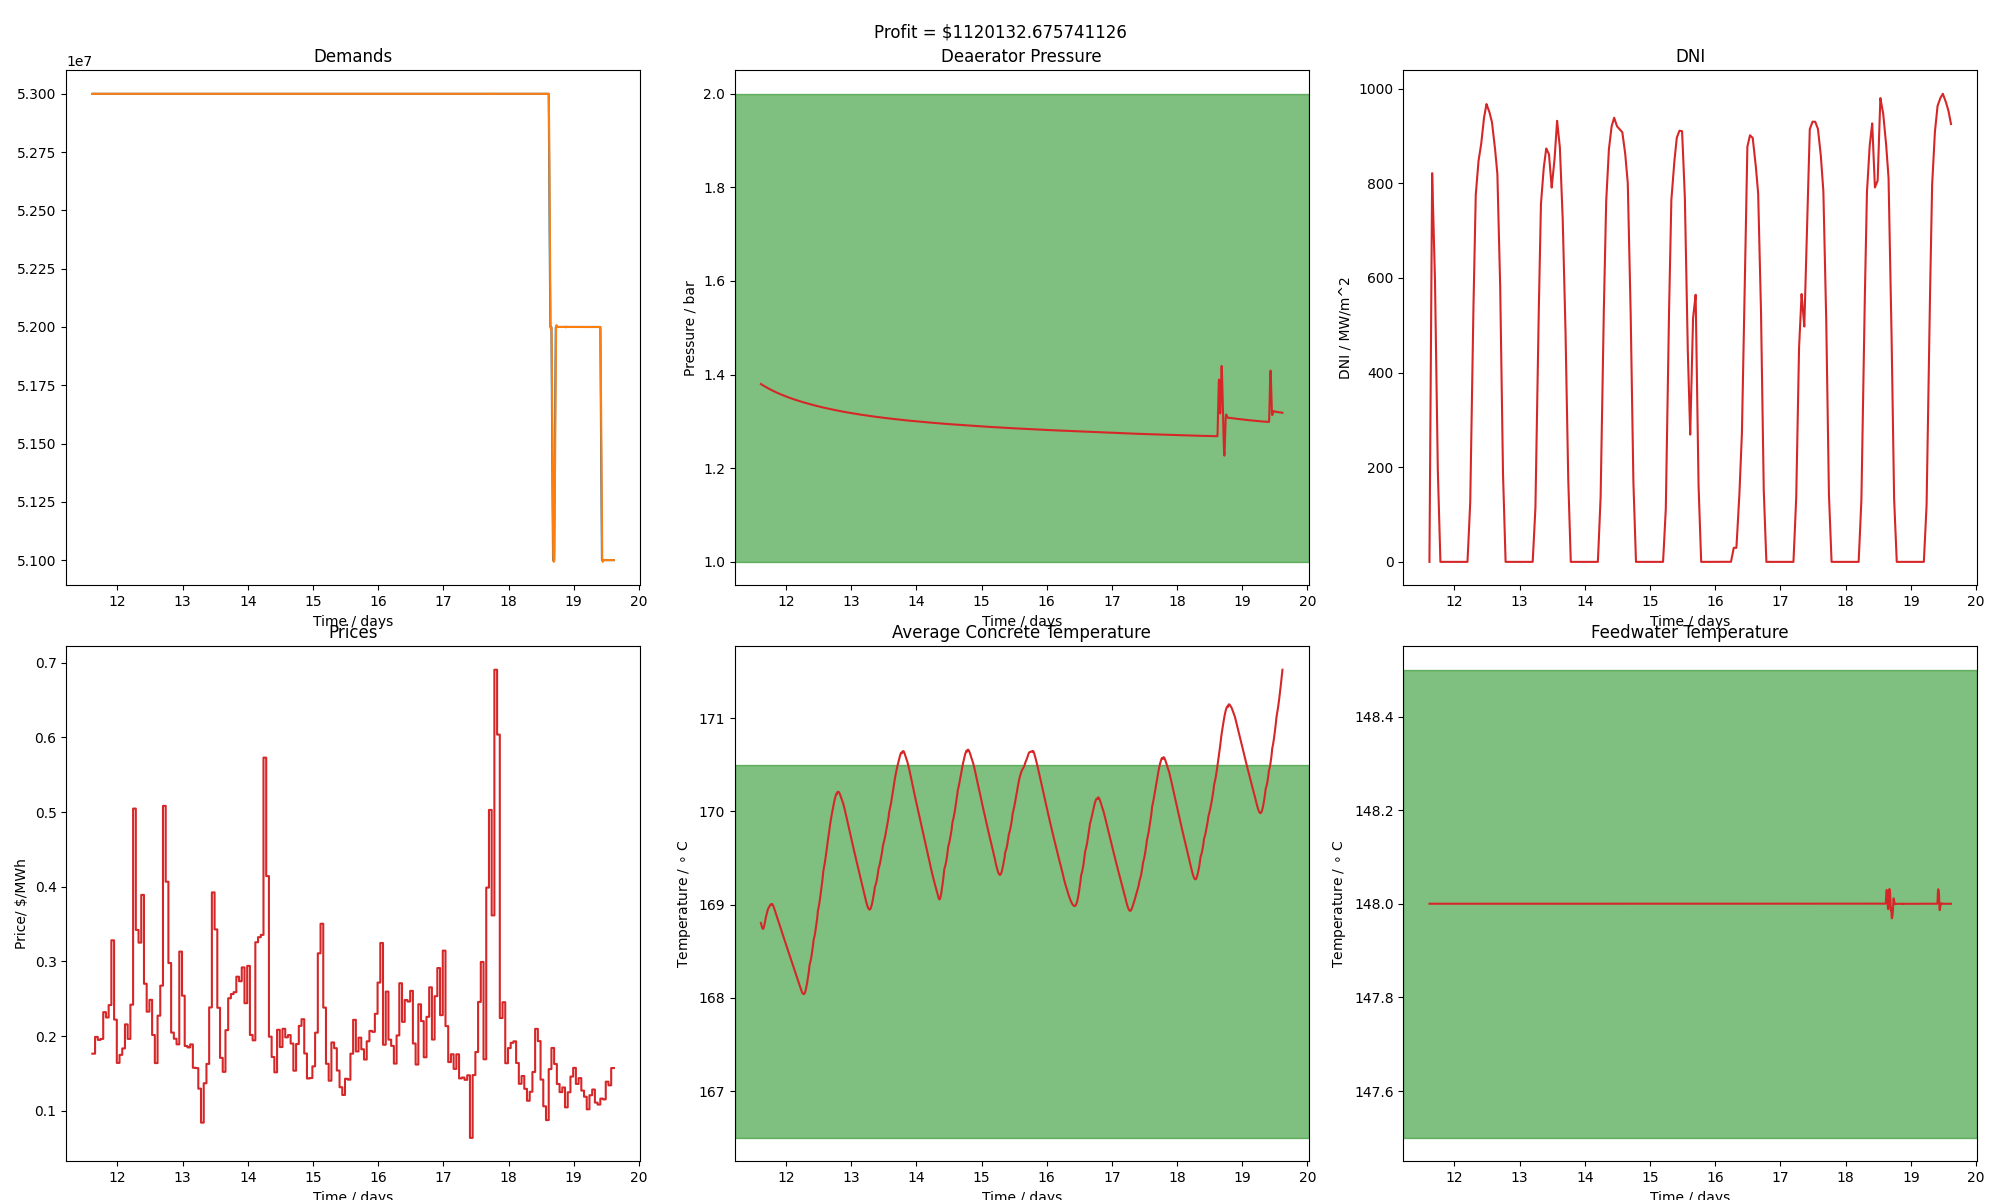 Profit = $1120132.675741126
Demands
1e7
5.300
5.275
5.250
5.225
5.200
5.175
5.150
5.125
5.100
12 13 14 15 16 17 18 19 20
Time / days
Deaerator Pressure
Pressure / bar
2.0
1.8
1.6
1.4
1.2
1.0
12 13 14 15 16 17 18 19 20
Time / days
DNI
DNI / MW/m^2
1000
800
600
400
200
0
12 13 14 15 16 17 18 19 20
Time / days
Prices
Price/ $/MWh
0.7
0.6
0.5
0.4
0.3
0.2
0.1
12 13 14 15 16 17 18 19 20
Time / days
Average Concrete Temperature
Temperature / ∘ C
171
170
169
168
167
12 13 14 15 16 17 18 19 20
Time / days
Feedwater Temperature
Temperature / ∘ C
148.4
148.2
148.0
147.8
147.6
12 13 14 15 16 17 18 19 20
Time / days